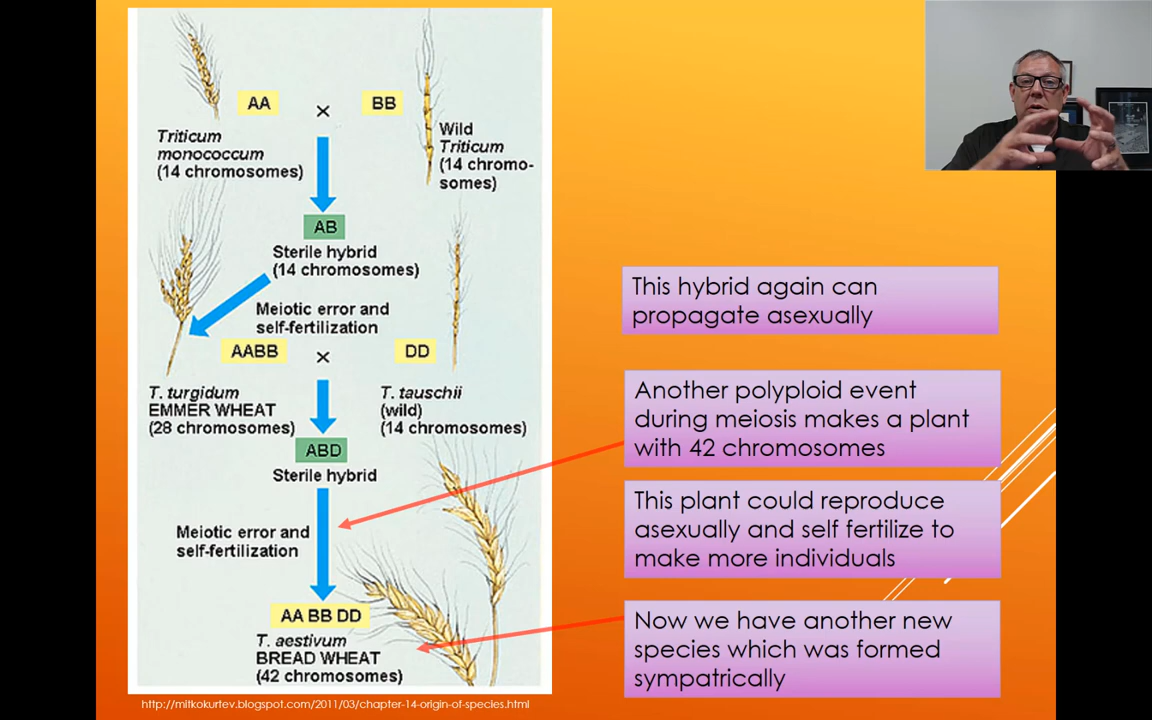 AA
×
BB
Triticum
monococcum
(14 chromosomes)
Wild
Triticum
(14 chromo-
somes)
AB
Sterile hybrid
(14 chromosomes)
Meiotic error and
self-fertilization
AABB
×
DD
T. turgidum
EMMER WHEAT
(28 chromosomes)
T. tauschii
(wild)
(14 chromosomes)
ABD
Sterile hybrid
Meiotic error and
self-fertilization
AA BB DD
T. aestivum
BREAD WHEAT
(42 chromosomes)
http://mitkokurtev.blogspot.com/2011/03/chapter-14-origin-of-species.html
This hybrid again can
propagate asexually
Another polyploid event
during meiosis makes a plant
with 42 chromosomes
This plant could reproduce
asexually and self fertilize to
make more individuals
Now we have another new
species which was formed
sympatrically